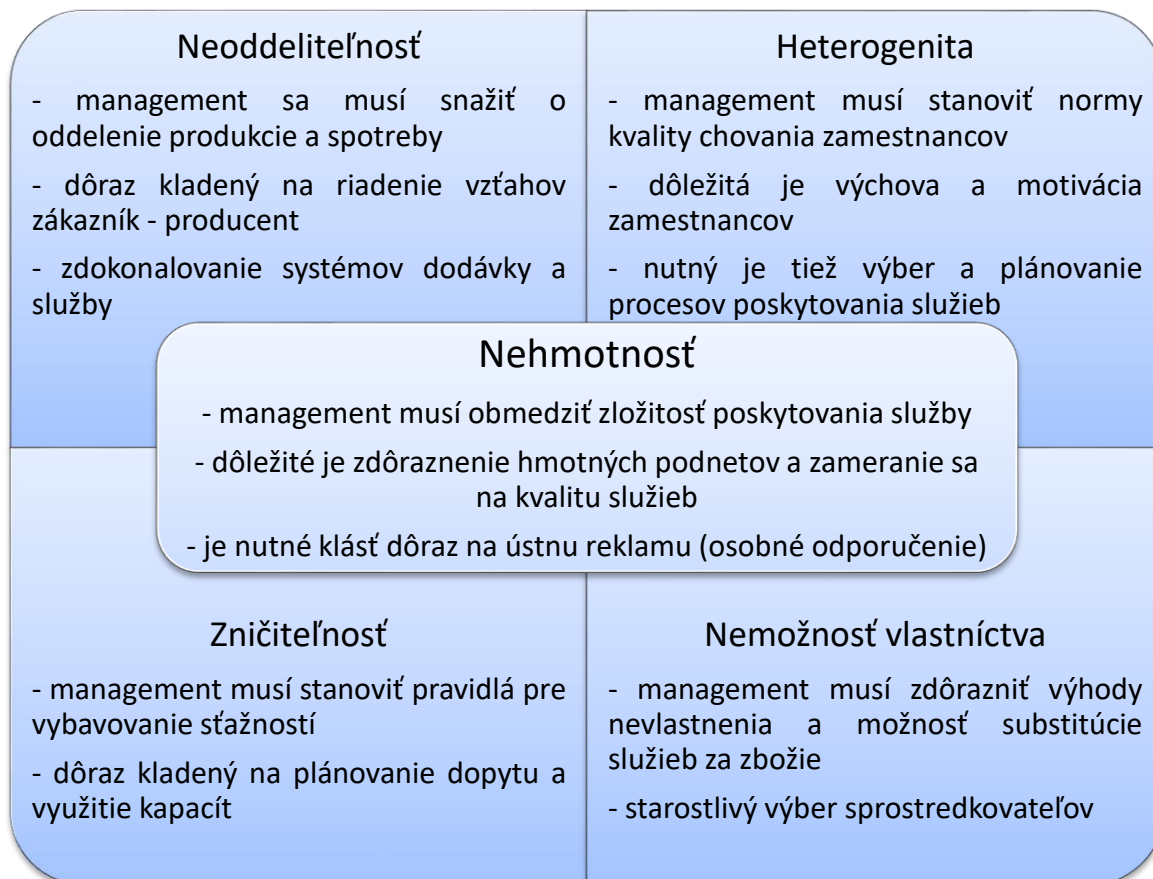 Neoddeliteľnosť
- management sa musí snažiť o
oddelenie produkcie a spotreby
- dôraz kladený na riadenie vzťahov
zákazník - producent
- zdokonalovanie systémov dodávky a
služby
Heterogenita
- management musí stanoviť normy
kvality chovania zamestnancov
- dôležitá je výchova a motivácia
zamestnancov
- nutný je tiež výber a plánovanie
procesov poskytovania služieb
Nehmotnosť
- management musí obmedziť zložitosť poskytovania služby
- dôležité je zdôraznenie hmotných podnetov a zameranie sa
na kvalitu služieb
- je nutné klásť dôraz na ústnu reklamu (osobné odporučenie)
Zničiteľnosť
- management musí stanoviť pravidlá pre
vybavovanie sťažností
- dôraz kladený na plánovanie dopytu a
využitie kapacít
Nemožnosť vlastníctva
- management musí zdôrazniť výhody
nevlastnenia a možnosť substitúcie
služieb za zbožie
- starostlivý výber sprostredkovateľov